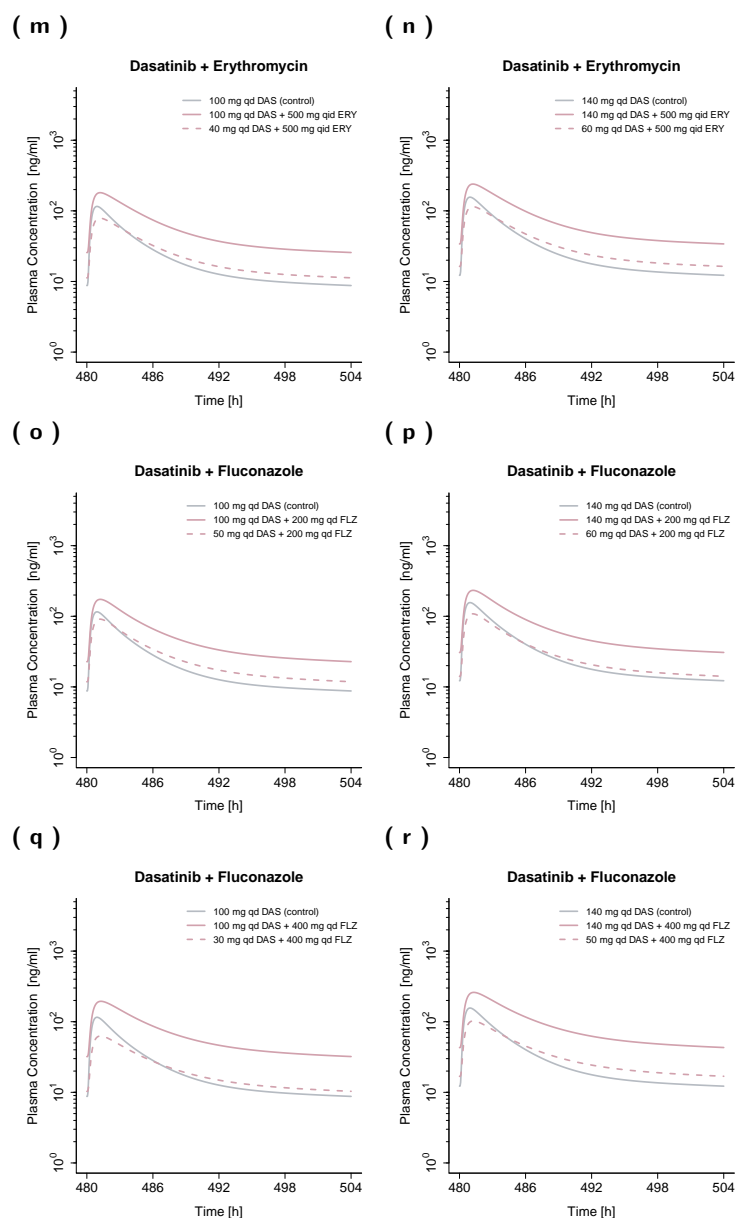 ( m )
Dasatinib + Erythromycin
100 mg qd DAS (control)
100 mg qd DAS + 500 mg qid ERY
40 mg qd DAS + 500 mg qid ERY
Plasma Concentration [ng/ml]
10^3
10^2
10^1
10^0
480 486 492 498 504
Time [h]
( n )
Dasatinib + Erythromycin
140 mg qd DAS (control)
140 mg qd DAS + 500 mg qid ERY
60 mg qd DAS + 500 mg qid ERY
Plasma Concentration [ng/ml]
10^3
10^2
10^1
10^0
480 486 492 498 504
Time [h]
( o )
Dasatinib + Fluconazole
100 mg qd DAS (control)
100 mg qd DAS + 200 mg qd FLZ
50 mg qd DAS + 200 mg qd FLZ
Plasma Concentration [ng/ml]
10^3
10^2
10^1
10^0
480 486 492 498 504
Time [h]
( p )
Dasatinib + Fluconazole
140 mg qd DAS (control)
140 mg qd DAS + 200 mg qd FLZ
60 mg qd DAS + 200 mg qd FLZ
Plasma Concentration [ng/ml]
10^3
10^2
10^1
10^0
480 486 492 498 504
Time [h]
( q )
Dasatinib + Fluconazole
100 mg qd DAS (control)
100 mg qd DAS + 400 mg qd FLZ
30 mg qd DAS + 400 mg qd FLZ
Plasma Concentration [ng/ml]
10^3
10^2
10^1
10^0
480 486 492 498 504
Time [h]
( r )
Dasatinib + Fluconazole
140 mg qd DAS (control)
140 mg qd DAS + 400 mg qd FLZ
50 mg qd DAS + 400 mg qd FLZ
Plasma Concentration [ng/ml]
10^3
10^2
10^1
10^0
480 486 492 498 504
Time [h]